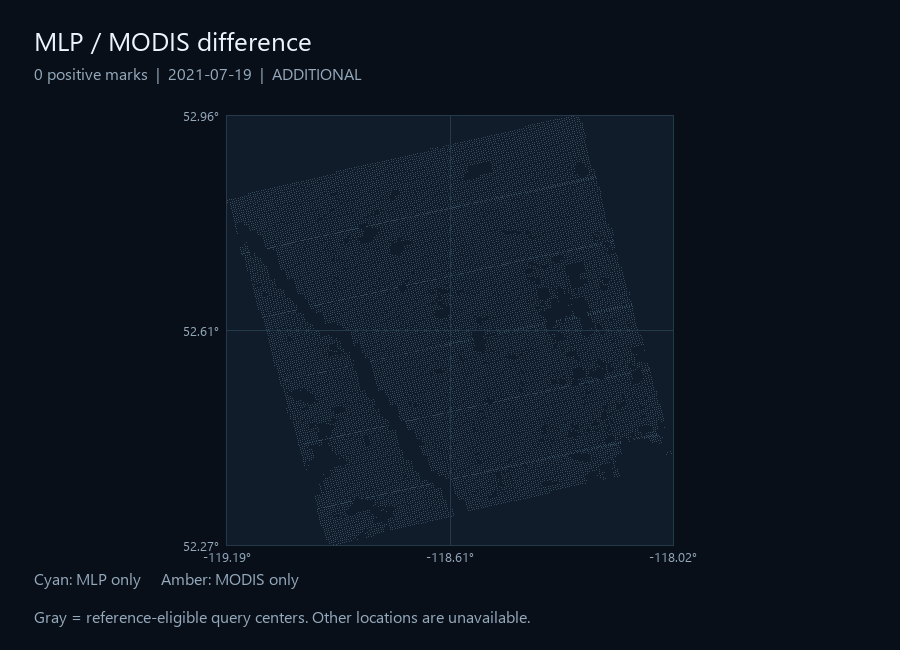 MLP / MODIS difference
0 positive marks | 2021-07-19 | ADDITIONAL
52.96°
52.61°
52.27°
-119.19° -118.61° -118.02°
Cyan: MLP only Amber: MODIS only
Gray = reference-eligible query centers. Other locations are unavailable.